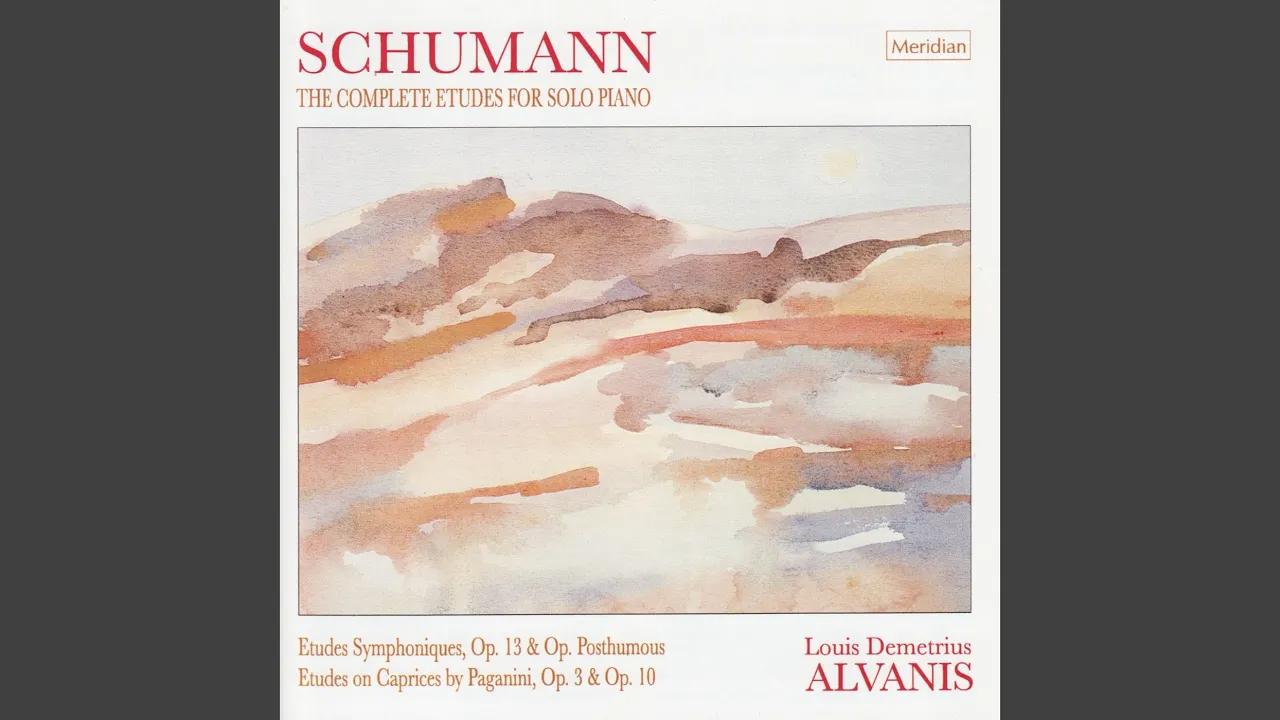 SCHUMANN
Meridian
THE COMPLETE ETUDES FOR SOLO PIANO
Etudes Symphoniques, Op. 13 & Op. Posthumous
Etudes on Caprices by Paganini, Op. 3 & Op. 10
Louis Demetrius
ALVANIS